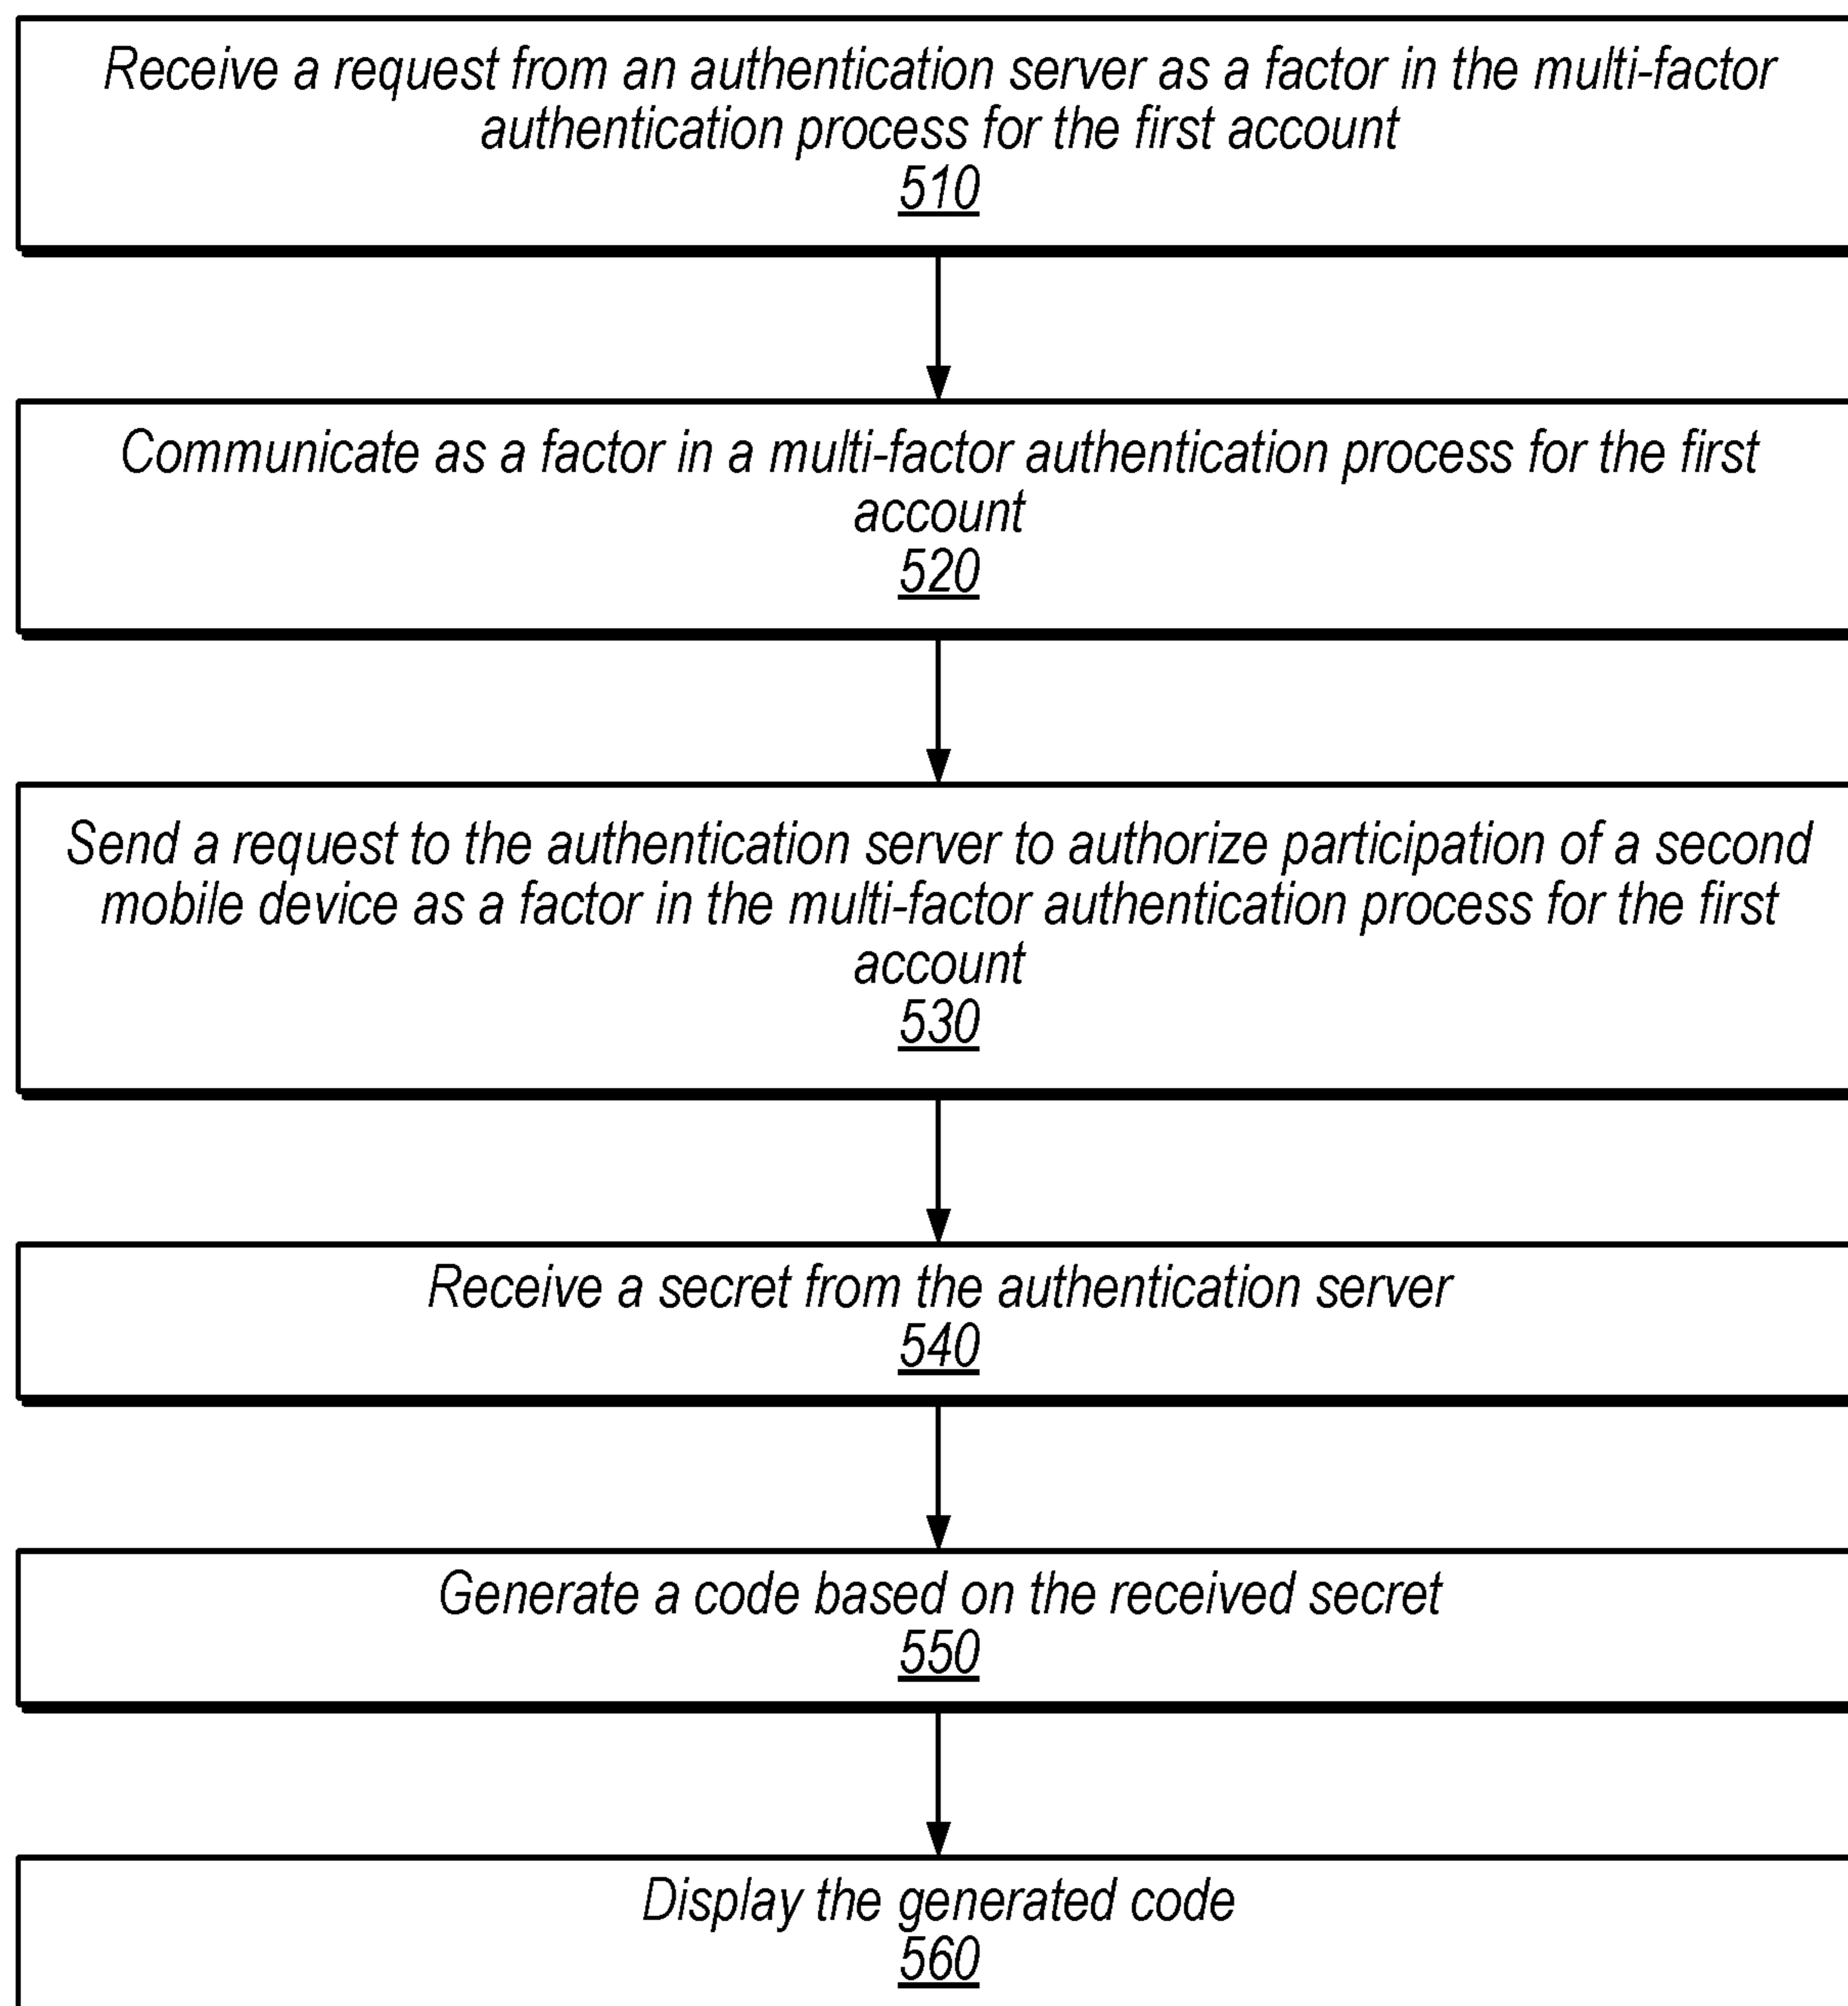 Receive a request from an authentication server as a factor in the multi-factor
authentication process for the first account
510
Communicate as a factor in a multi-factor authentication process for the first
account
520
Send a request to the authentication server to authorize participation of a second
mobile device as a factor in the multi-factor authentication process for the first
account
530
Receive a secret from the authentication server
540
Generate a code based on the received secret
550
Display the generated code
560